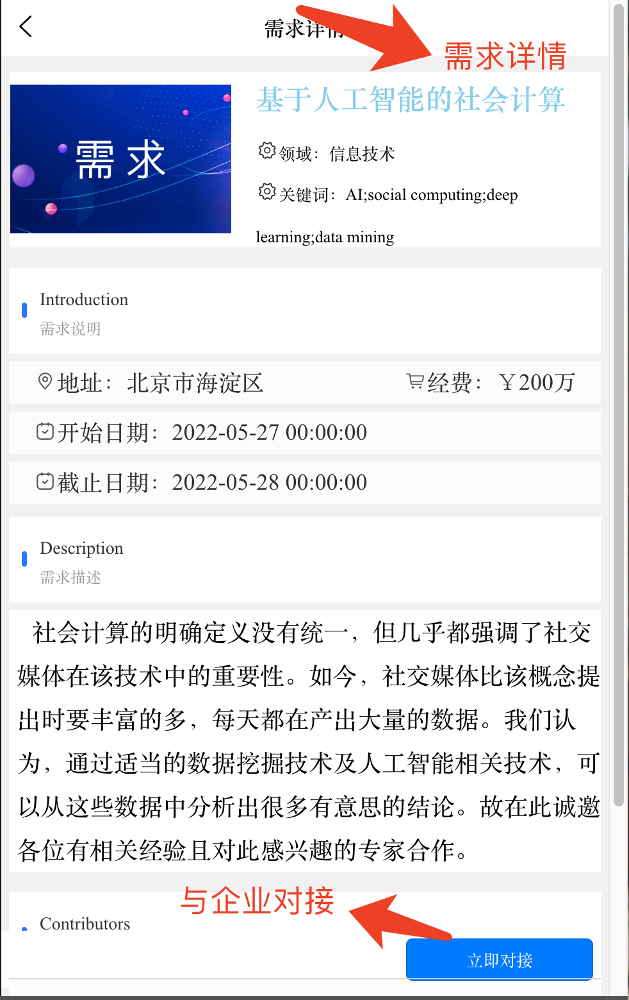 需求详情
需求详情
需求
基于人工智能的社会计算
领域：信息技术
关键词：AI;social computing;deep
learning;data mining
Introduction
需求说明
地址：北京市海淀区
经费：￥200万
开始日期：2022-05-27 00:00:00
截止日期：2022-05-28 00:00:00
Description
需求描述
社会计算的明确定义没有统一，但几乎都强调了社交
媒体在该技术中的重要性。如今，社交媒体比该概念提
出时要丰富的多，每天都在产出大量的数据。我们认
为，通过适当的数据挖掘技术及人工智能相关技术，可
以从这些数据中分析出很多有意思的结论。故在此诚邀
各位有相关经验且对此感兴趣的专家合作。
与企业对接
Contributors
立即对接